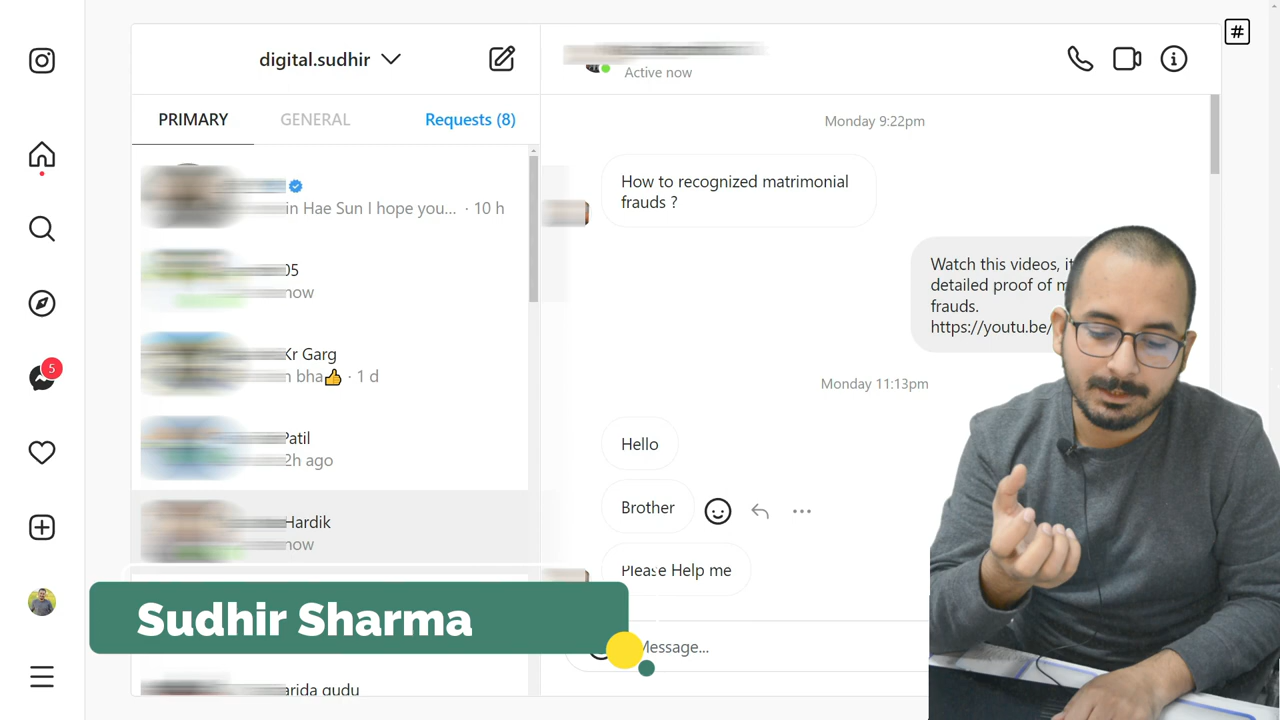 digital.sudhir
PRIMARY
GENERAL
Requests (8)
in Hae Sun I hope you... · 10 h
05
now
Kr Garg
n bha👍 · 1 d
Patil
2h ago
Hardik
now
arida gudu
5
Active now
#
Monday 9:22pm
How to recognized matrimonial
frauds ?
Watch this videos, it
detailed proof of m
frauds.
https://youtu.be/
Monday 11:13pm
Hello
Brother
Please Help me
Message...
Sudhir Sharma